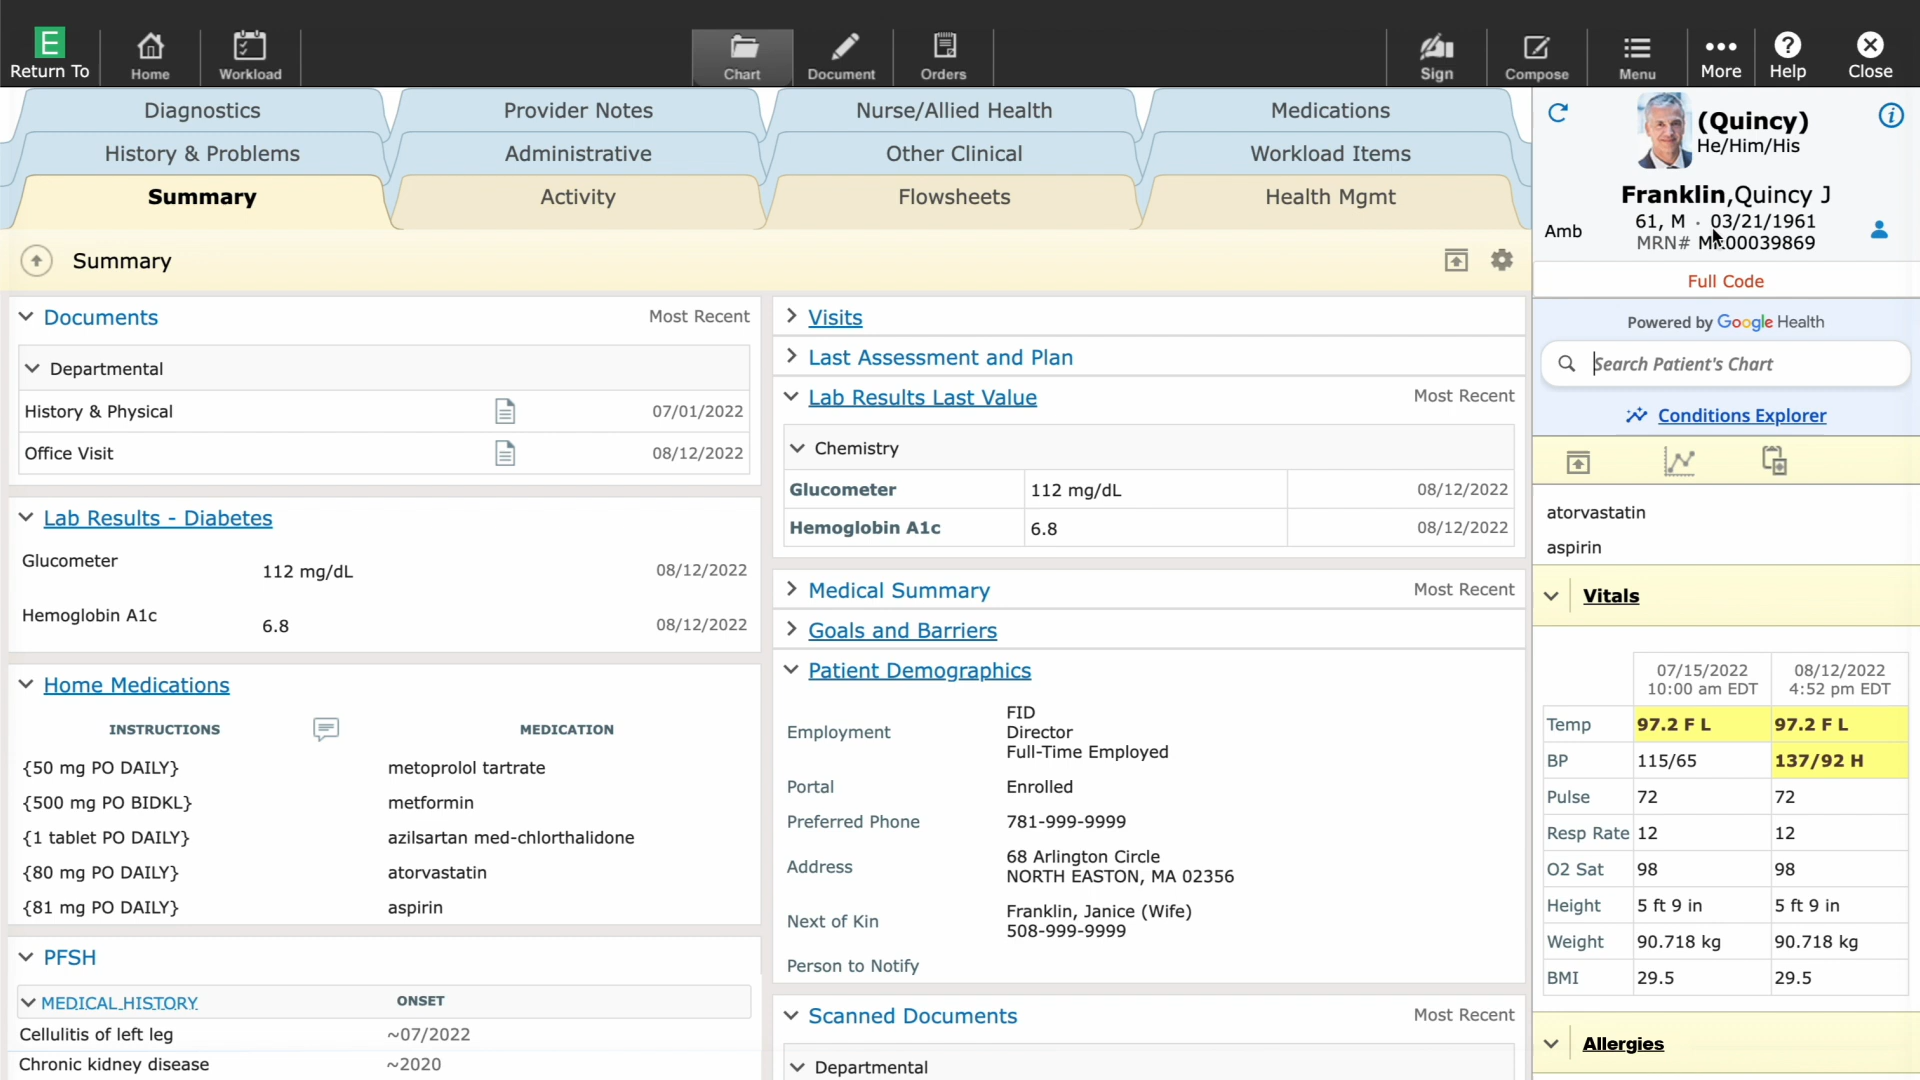 E
Return To
Home
Workload
Chart
Document
Orders
Sign
Compose
Menu
More
Help
Close
Diagnostics
Provider Notes
Nurse/Allied Health
Medications
History & Problems
Administrative
Other Clinical
Workload Items
Summary
Activity
Flowsheets
Health Mgmt
Summary
Documents Most Recent
Departmental
History & Physical 07/01/2022
Office Visit 08/12/2022
Lab Results - Diabetes
Glucometer 112 mg/dL 08/12/2022
Hemoglobin A1c 6.8 08/12/2022
Home Medications
INSTRUCTIONS MEDICATION
{50 mg PO DAILY} metoprolol tartrate
{500 mg PO BIDKL} metformin
{1 tablet PO DAILY} azilsartan med-chlorthalidone
{80 mg PO DAILY} atorvastatin
{81 mg PO DAILY} aspirin
PFSH
MEDICAL HISTORY ONSET
Cellulitis of left leg ~07/2022
Chronic kidney disease ~2020
Visits
Last Assessment and Plan
Lab Results Last Value Most Recent
Chemistry
Glucometer 112 mg/dL 08/12/2022
Hemoglobin A1c 6.8 08/12/2022
Medical Summary Most Recent
Goals and Barriers
Patient Demographics
Employment FID
Director
Full-Time Employed
Portal Enrolled
Preferred Phone 781-999-9999
Address 68 Arlington Circle
NORTH EASTON, MA 02356
Next of Kin Franklin, Janice (Wife)
508-999-9999
Person to Notify
Scanned Documents Most Recent
Departmental
(Quincy)
He/Him/His
Franklin,Quincy J
Amb 61, M · 03/21/1961
MRN# 00039869
Full Code
Powered by Google Health
Search Patient's Chart
Conditions Explorer
atorvastatin
aspirin
Vitals
07/15/2022 08/12/2022
10:00 am EDT 4:52 pm EDT
Temp 97.2 F L 97.2 F L
BP 115/65 137/92 H
Pulse 72 72
Resp Rate 12 12
O2 Sat 98 98
Height 5 ft 9 in 5 ft 9 in
Weight 90.718 kg 90.718 kg
BMI 29.5 29.5
Allergies